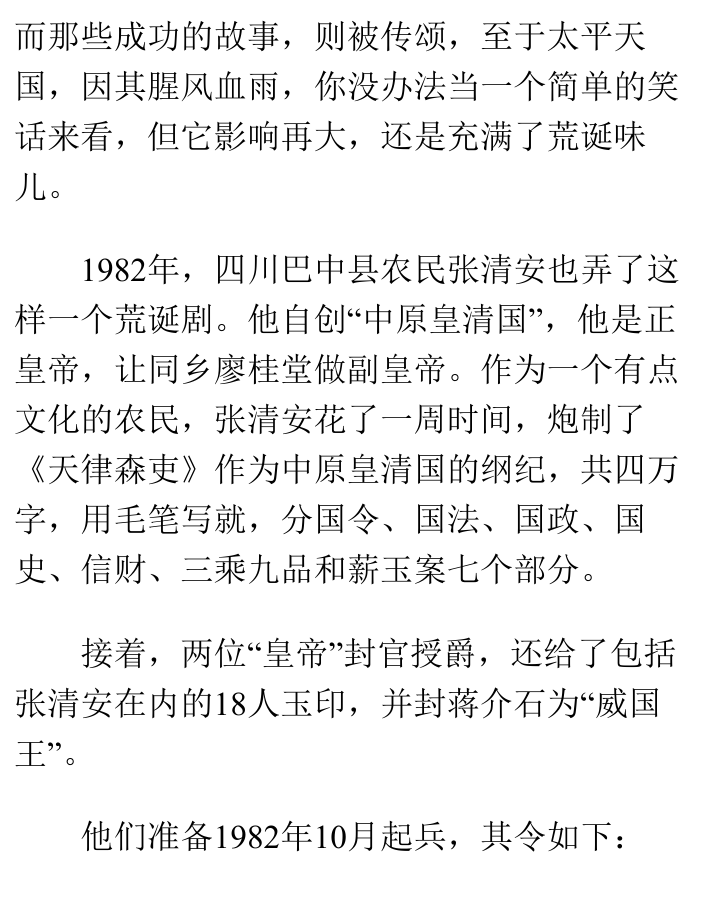 而那些成功的故事，则被传颂，至于太平天
国，因其腥风血雨，你没办法当一个简单的笑
话来看，但它影响再大，还是充满了荒诞味
儿。
1982年，四川巴中县农民张清安也弄了这
样一个荒诞剧。他自创“中原皇清国”，他是正
皇帝，让同乡廖桂堂做副皇帝。作为一个有点
文化的农民，张清安花了一周时间，炮制了
《天律森吏》作为中原皇清国的纲纪，共四万
字，用毛笔写就，分国令、国法、国政、国
史、信财、三乘九品和薪玉案七个部分。
接着，两位“皇帝”封官授爵，还给了包括
张清安在内的18人玉印，并封蒋介石为“威国
王”。
他们准备1982年10月起兵，其令如下：